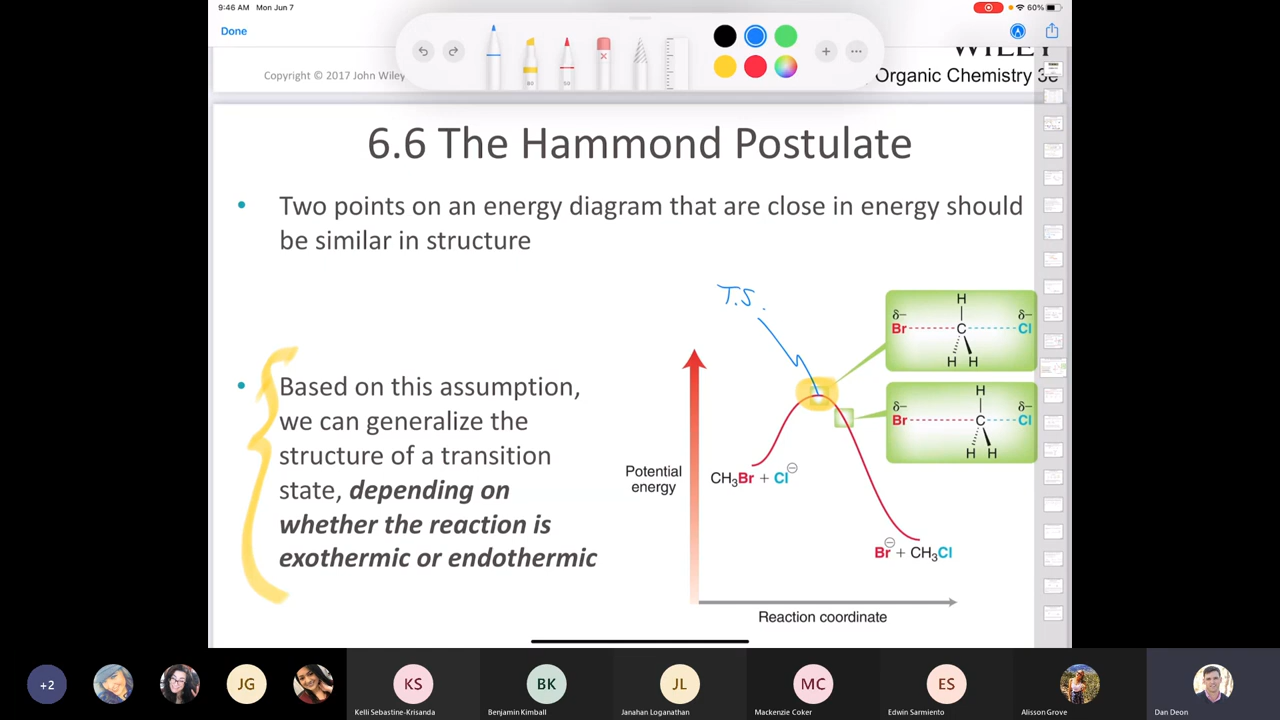 9:46 AM Mon Jun 7
60%
Done
80
50
WILEY
Copyright © 2017 John Wiley
Organic Chemistry 3e
6.6 The Hammond Postulate
• Two points on an energy diagram that are close in energy should
be similar in structure
T.S.
• Based on this assumption,
we can generalize the
structure of a transition
state, depending on
whether the reaction is
exothermic or endothermic
H
δ− δ−
Br C Cl
H H
H
δ− δ−
Br C Cl
H H
Potential
energy
CH₃Br + Cl⊖
Br⊖ + CH₃Cl
Reaction coordinate
+2
JG
KS
BK
JL
MC
ES
Kelli Sebastine-Krisanda
Benjamin Kimball
Janahan Loganathan
Mackenzie Coker
Edwin Sarmiento
Alisson Grove
Dan Deon